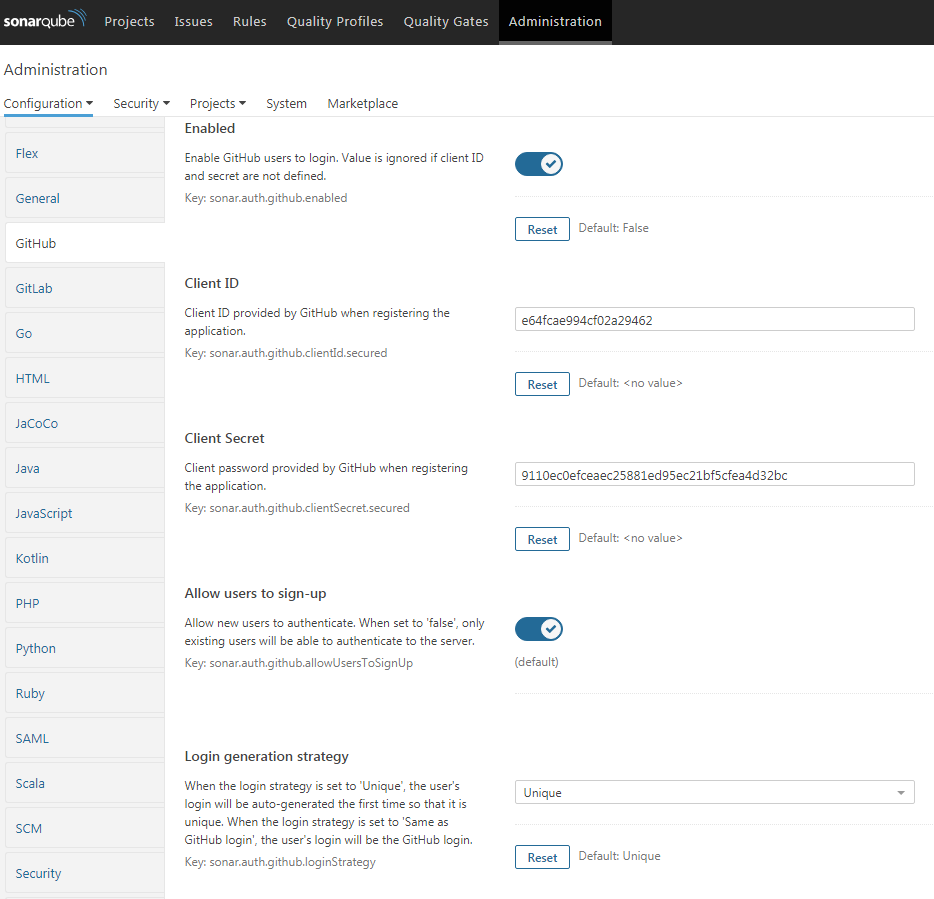 sonarqube Projects Issues Rules Quality Profiles Quality Gates Administration
Administration
Configuration Security Projects System Marketplace
Flex
General
GitHub
GitLab
Go
HTML
JaCoCo
Java
JavaScript
Kotlin
PHP
Python
Ruby
SAML
Scala
SCM
Security
Enabled
Enable GitHub users to login. Value is ignored if client ID
and secret are not defined.
Key: sonar.auth.github.enabled
Reset Default: False
Client ID
Client ID provided by GitHub when registering the
application.
Key: sonar.auth.github.clientId.secured
e64fcae994cf02a29462
Reset Default: <no value>
Client Secret
Client password provided by GitHub when registering
the application.
Key: sonar.auth.github.clientSecret.secured
9110ec0efceaec25881ed95ec21bf5cfea4d32bc
Reset Default: <no value>
Allow users to sign-up
Allow new users to authenticate. When set to 'false', only
existing users will be able to authenticate to the server.
Key: sonar.auth.github.allowUsersToSignUp
(default)
Login generation strategy
When the login strategy is set to 'Unique', the user's
login will be auto-generated the first time so that it is
unique. When the login strategy is set to 'Same as
GitHub login', the user's login will be the GitHub login.
Key: sonar.auth.github.loginStrategy
Unique
Reset Default: Unique